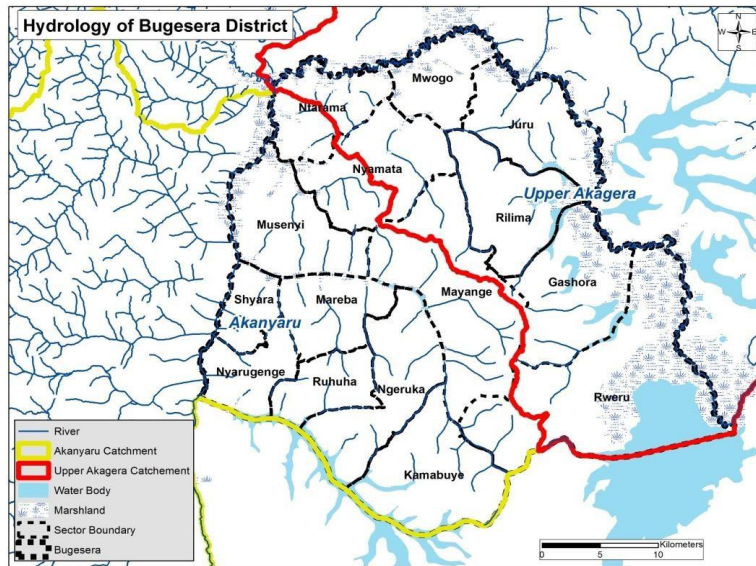 Hydrology of Bugesera District
N
W E
S
Mwogo
Ntarama
Juru
Nyamata
Upper Akagera
Rilima
Musenyi
Gashora
Mayange
Shyara
Mareba
Akanyaru
Nyarugenge
Ruhuha
Ngeruka
Rweru
Kamabuye
River
Akanyaru Catchment
Upper Akagera Catchement
Water Body
Marshland
Sector Boundary
Bugesera
Kilometers
0 5 10